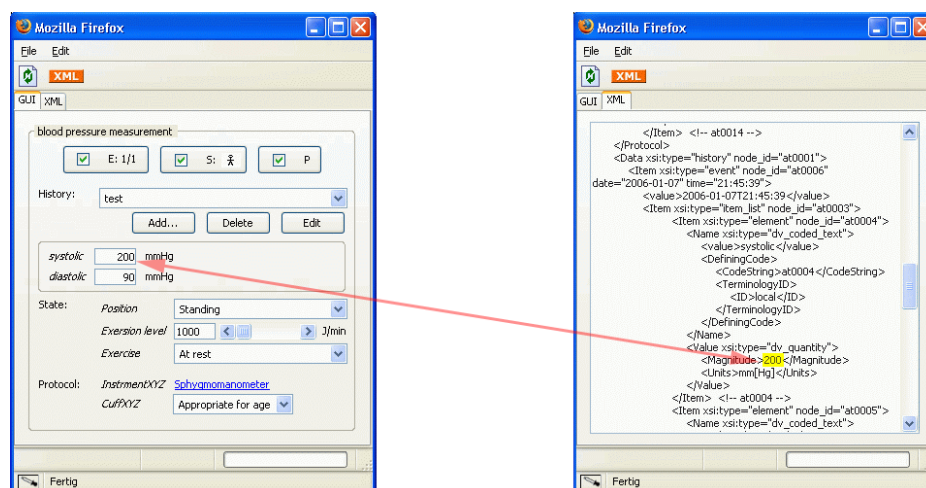 Mozilla Firefox
File Edit
XML
GUI XML
blood pressure measurement
E: 1/1 S: P
History: test
Add... Delete Edit
systolic 200 mmHg
diastolic 90 mmHg
State: Position Standing
Exersion level 1000 J/min
Exercise At rest
Protocol: InstrmentXYZ Sphygmomanometer
CuffXYZ Appropriate for age
Fertig
Mozilla Firefox
File Edit
XML
GUI XML
</Item> <!-- at0014 -->
</Protocol>
<Data xsi:type="history" node_id="at0001">
<Item xsi:type="event" node_id="at0006"
date="2006-01-07" time="21:45:39">
<value>2006-01-07T21:45:39</value>
<Item xsi:type="item_list" node_id="at0003">
<Item xsi:type="element" node_id="at0004">
<Name xsi:type="dv_coded_text">
<value>systolic</value>
<DefiningCode>
<CodeString>at0004</CodeString>
<TerminologyID>
<ID>local</ID>
</TerminologyID>
</DefiningCode>
</Name>
<Value xsi:type="dv_quantity">
<Magnitude>200</Magnitude>
<Units>mm[Hg]</Units>
</Value>
</Item> <!-- at0004 -->
<Item xsi:type="element" node_id="at0005">
<Name xsi:type="dv_coded_text">
Fertig